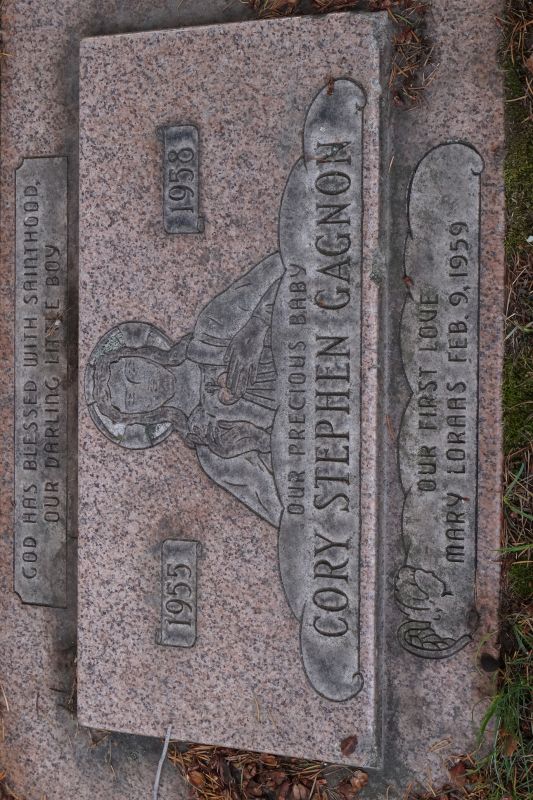 GOD HAS BLESSED WITH SAINTHOOD,
OUR DARLING LITTLE BOY
1955 1958
OUR PRECIOUS BABY
CORY STEPHEN GAGNON
OUR FIRST LOVE
MARY LORAAS FEB. 9, 1959